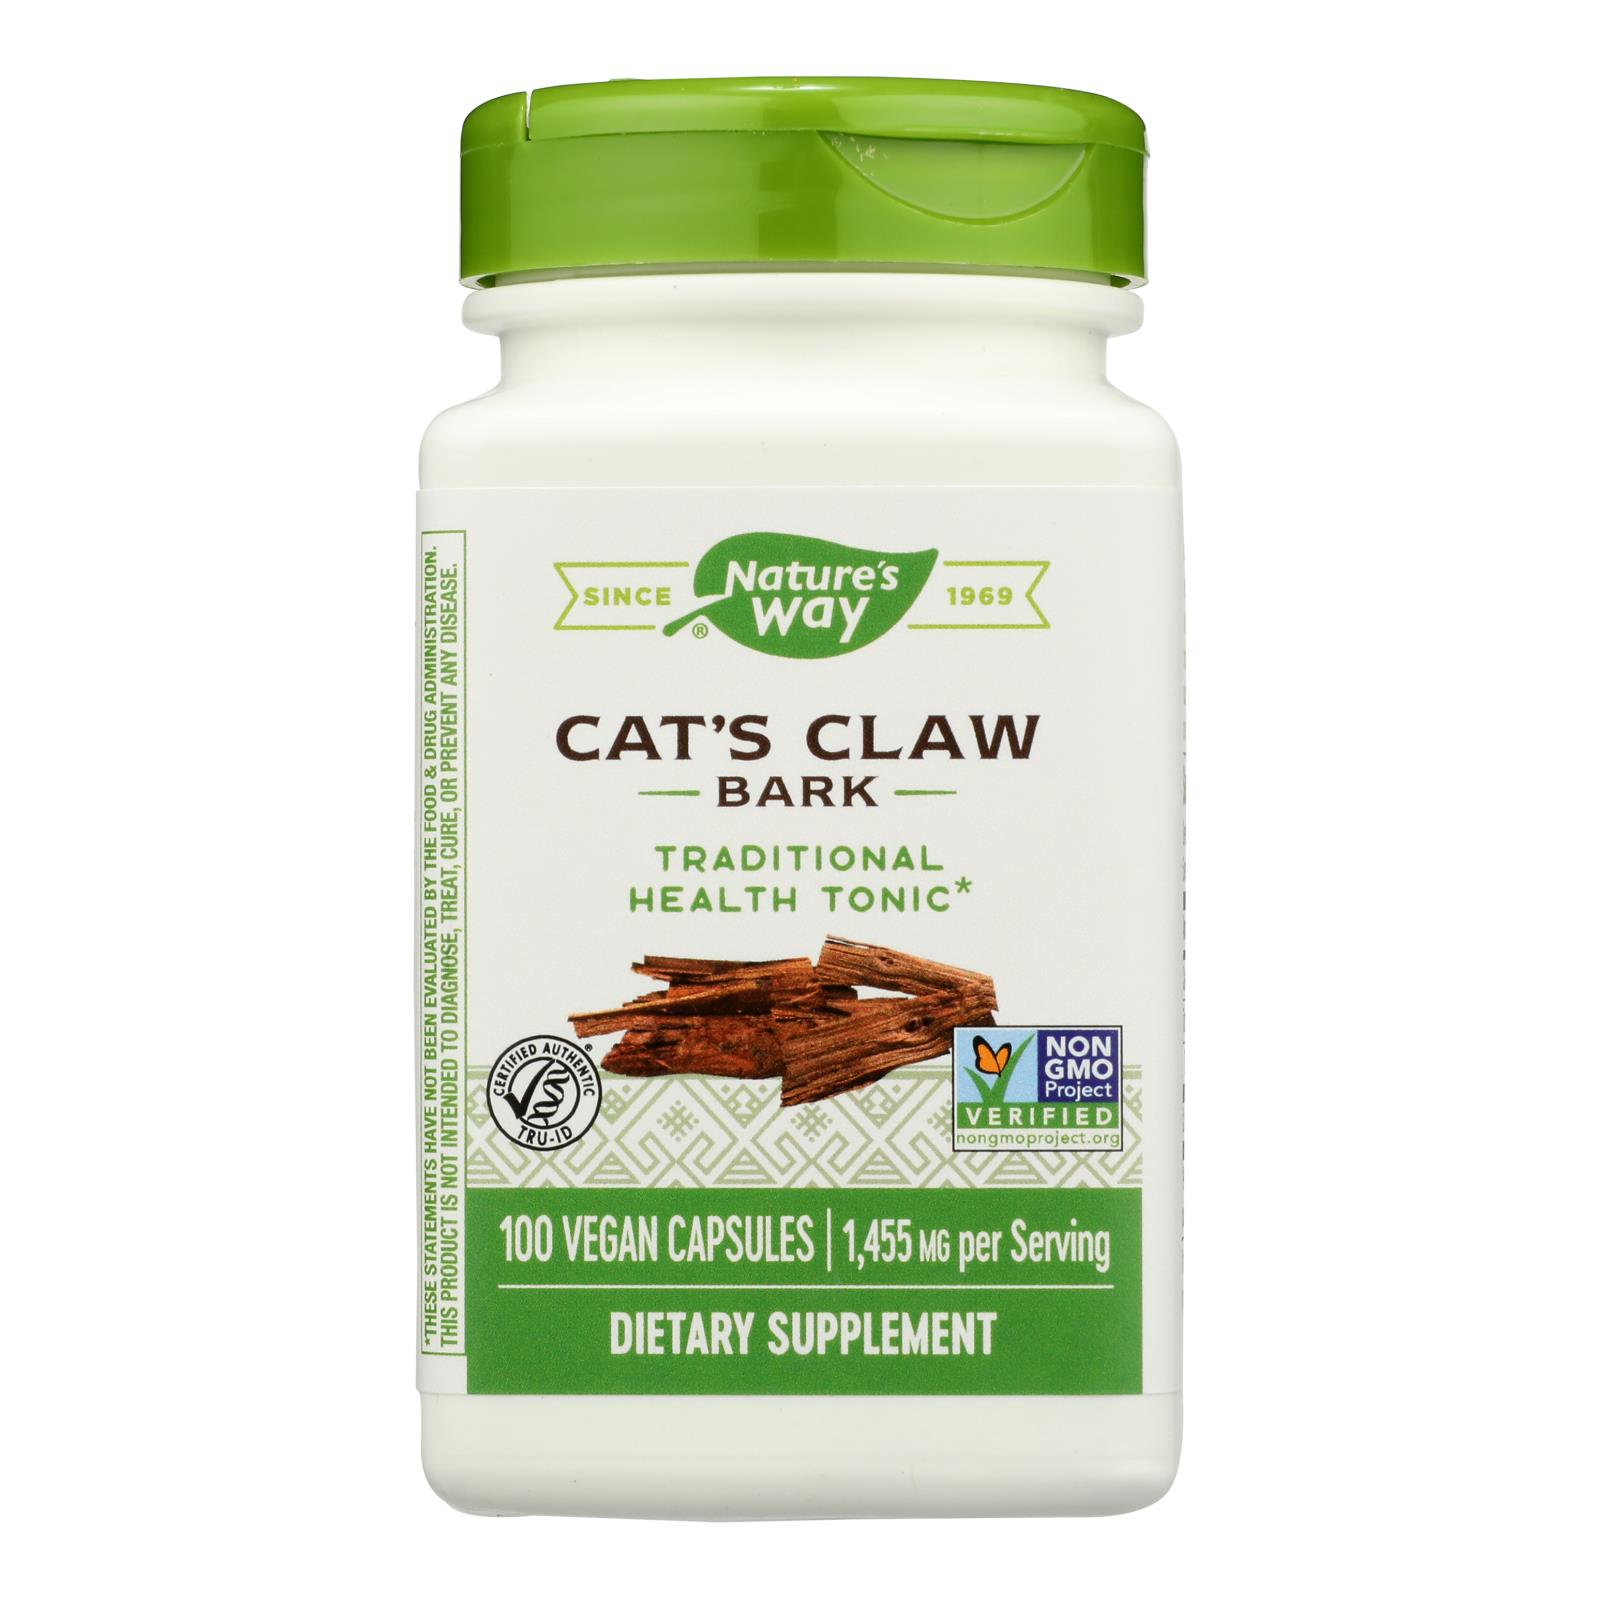 SINCE Nature's Way® 1969
CAT'S CLAW
BARK
TRADITIONAL
HEALTH TONIC*
CERTIFIED AUTHENTIC®
TRU-ID
NON
GMO
Project
VERIFIED
nongmoproject.org
100 VEGAN CAPSULES | 1,455 MG per Serving
DIETARY SUPPLEMENT
*THESE STATEMENTS HAVE NOT BEEN EVALUATED BY THE FOOD & DRUG ADMINISTRATION.
THIS PRODUCT IS NOT INTENDED TO DIAGNOSE, TREAT, CURE, OR PREVENT ANY DISEASE.